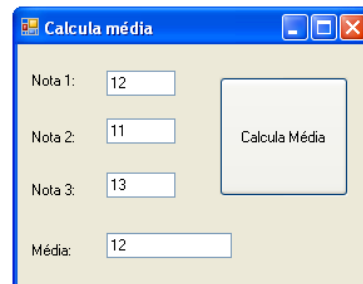 Calcula média
Nota 1: 12
Nota 2: 11
Calcula Média
Nota 3: 13
Média: 12